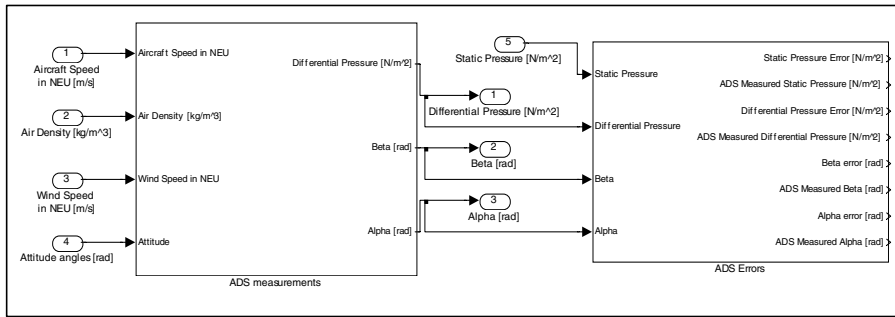 1
Aircraft Speed
in NEU [m/s]
2
Air Density [kg/m^3]
3
Wind Speed
in NEU [m/s]
4
Attitude angles [rad]
Aircraft Speed in NEU
Air Density [kg/m^3]
Wind Speed in NEU
Attitude
Differential Pressure [N/m^2]
Beta [rad]
Alpha [rad]
ADS measurements
5
Static Pressure [N/m^2]
1
Differential Pressure [N/m^2]
2
Beta [rad]
3
Alpha [rad]
Static Pressure
Differential Pressure
Beta
Alpha
Static Pressure Error [N/m^2]
ADS Measured Static Pressure [N/m^2]
Differential Pressure Error [N/m^2]
ADS Measured Differential Pressure [N/m^2]
Beta error [rad]
ADS Measured Beta [rad]
Alpha error [rad]
ADS Measured Alpha [rad]
ADS Errors